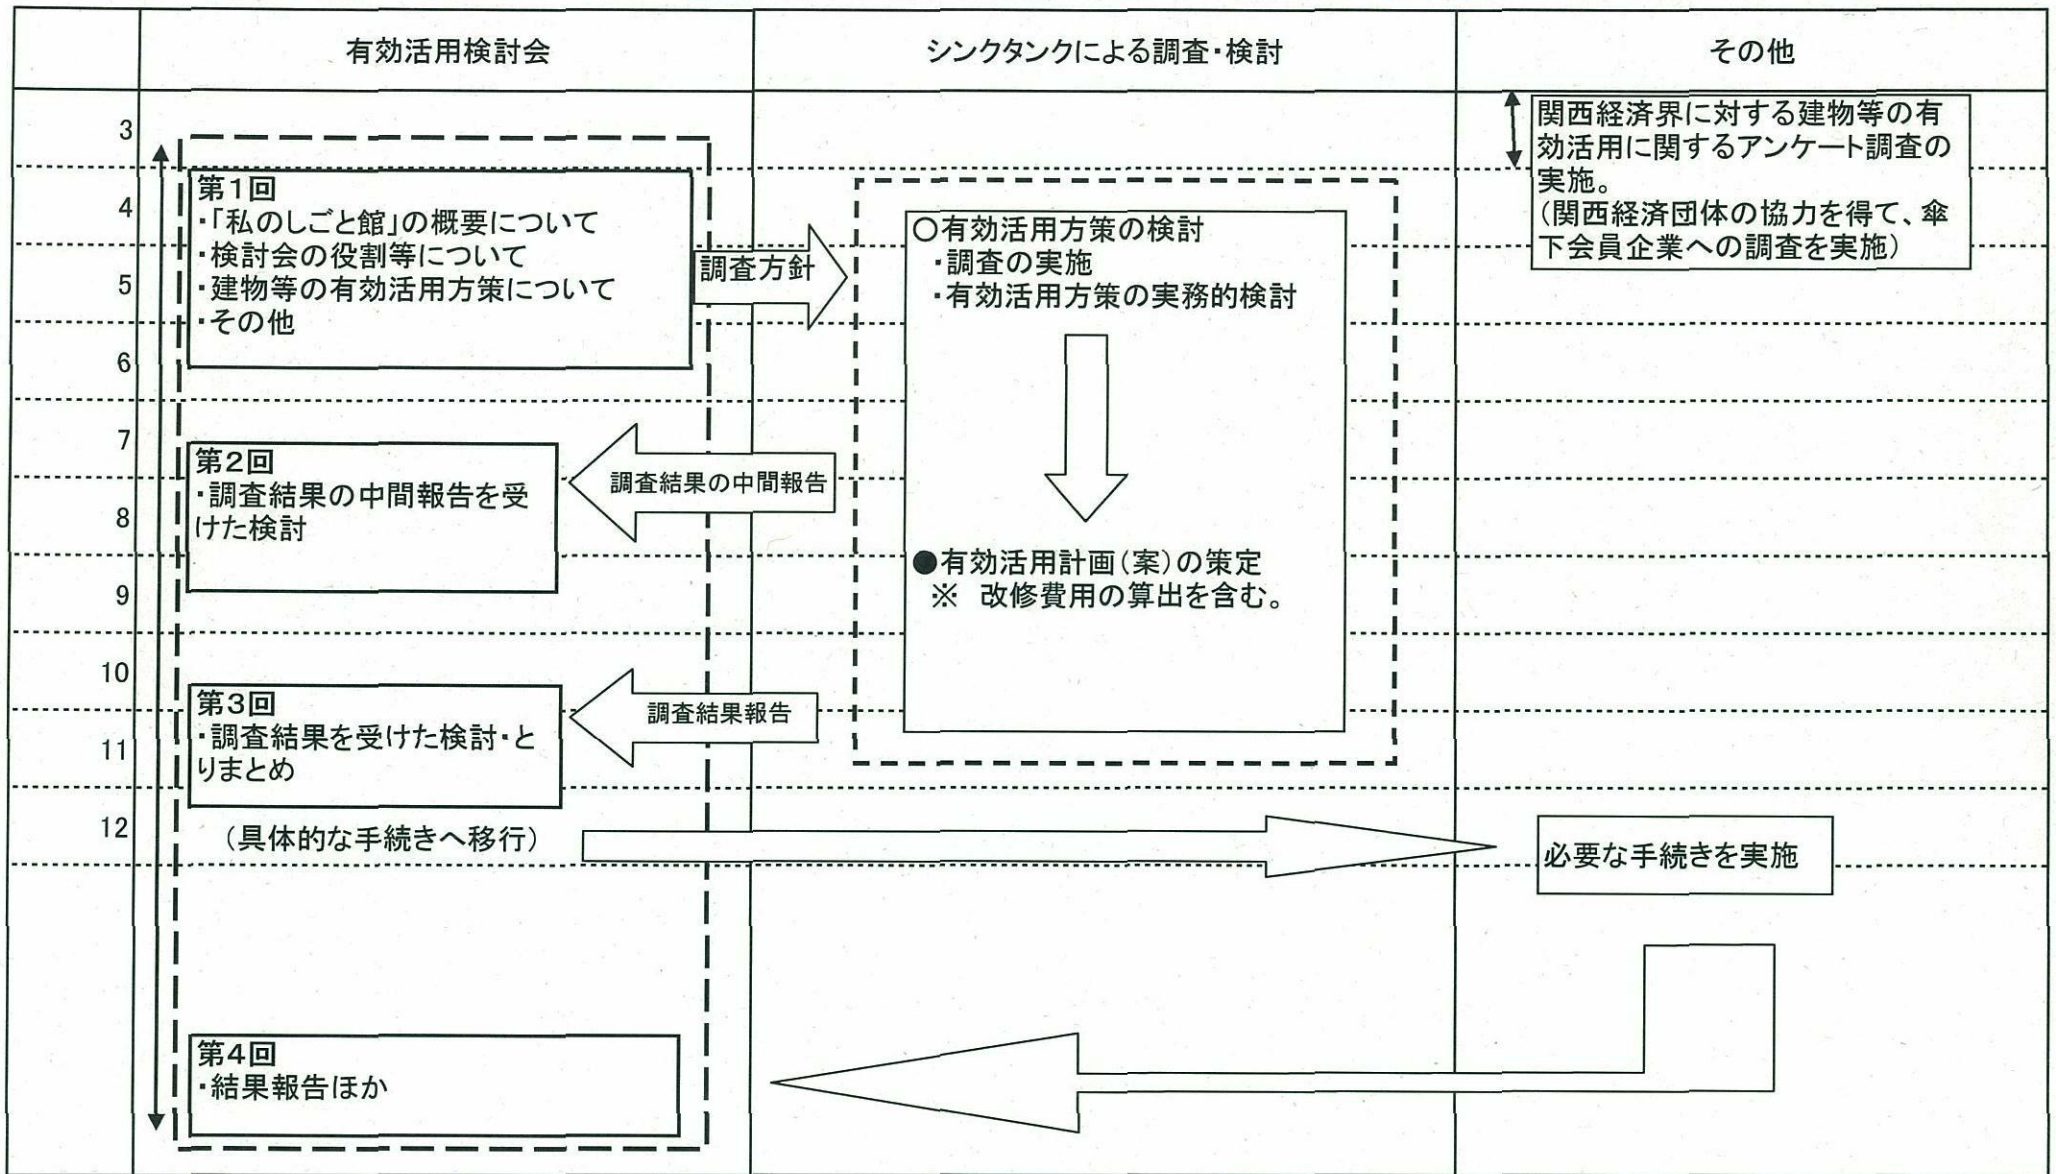 有効活用検討会
シンクタンクによる調査・検討
その他
3
4
5
6
7
8
9
10
11
12
第1回
・「私のしごと館」の概要について
・検討会の役割等について
・建物等の有効活用方策について
・その他
調査方針
○有効活用方策の検討
・調査の実施
・有効活用方策の実務的検討
●有効活用計画(案)の策定
※ 改修費用の算出を含む。
関西経済界に対する建物等の有
効活用に関するアンケート調査の
実施。
(関西経済団体の協力を得て、傘
下会員企業への調査を実施)
第2回
・調査結果の中間報告を受
けた検討
調査結果の中間報告
第3回
・調査結果を受けた検討・と
りまとめ
調査結果報告
(具体的な手続きへ移行)
必要な手続きを実施
第4回
・結果報告ほか